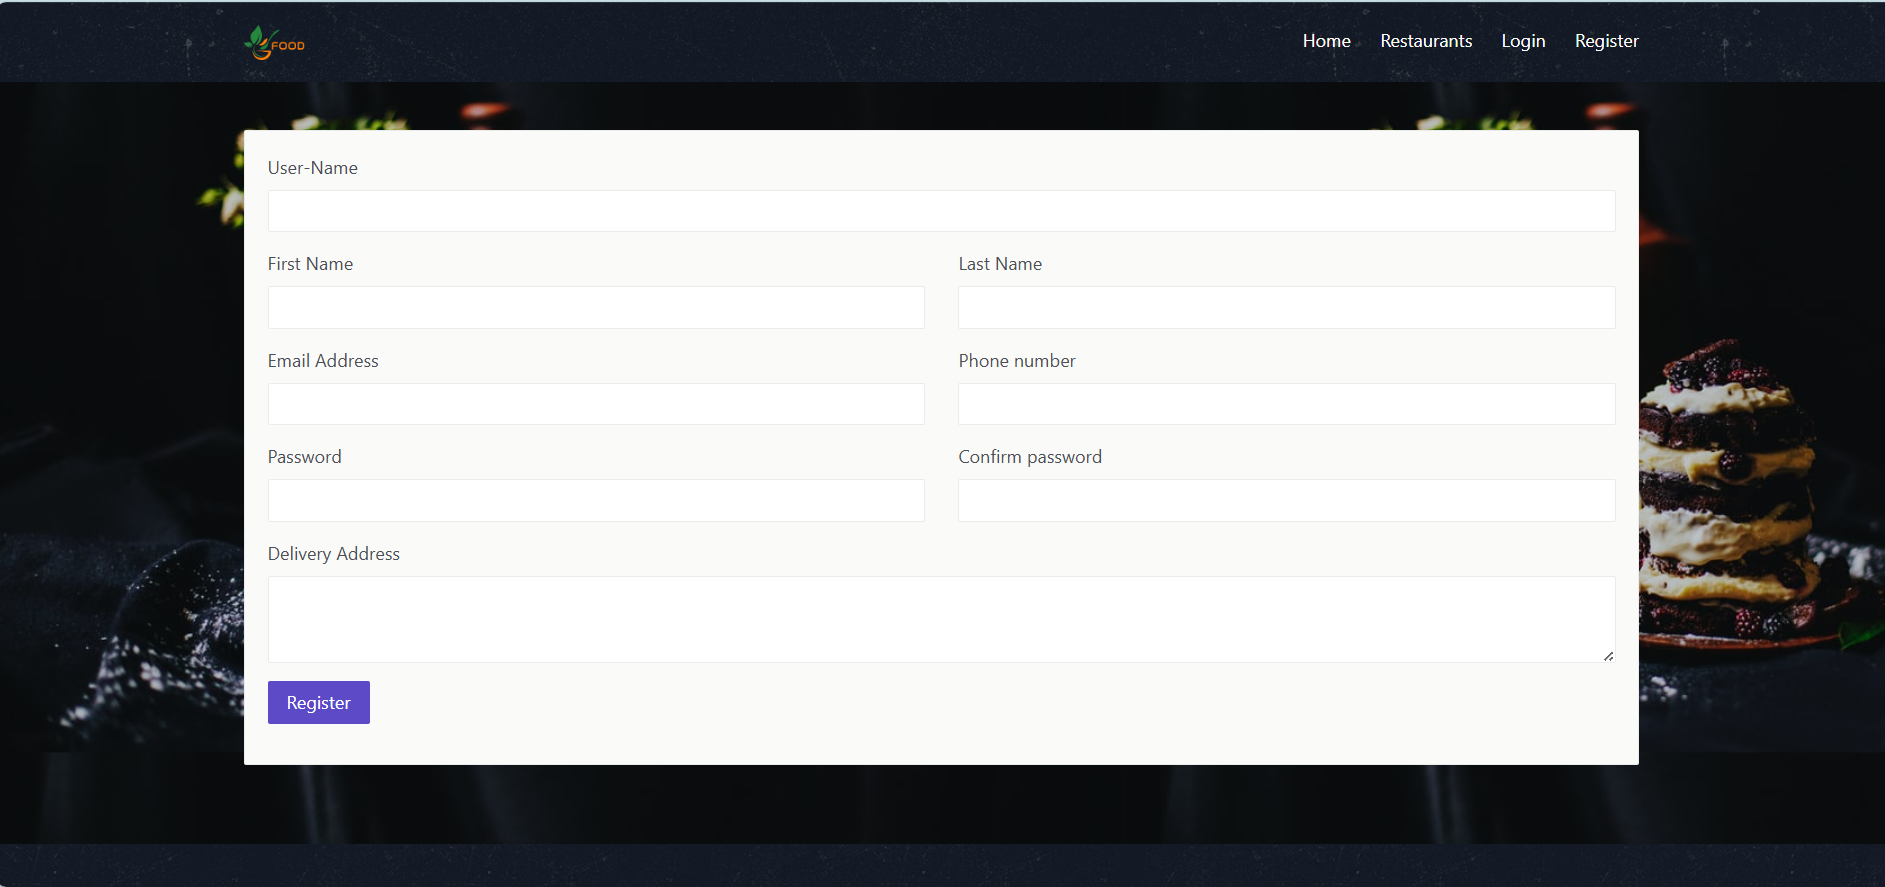 FOOD
Home Restaurants Login Register
User-Name
First Name Last Name
Email Address Phone number
Password Confirm password
Delivery Address
Register